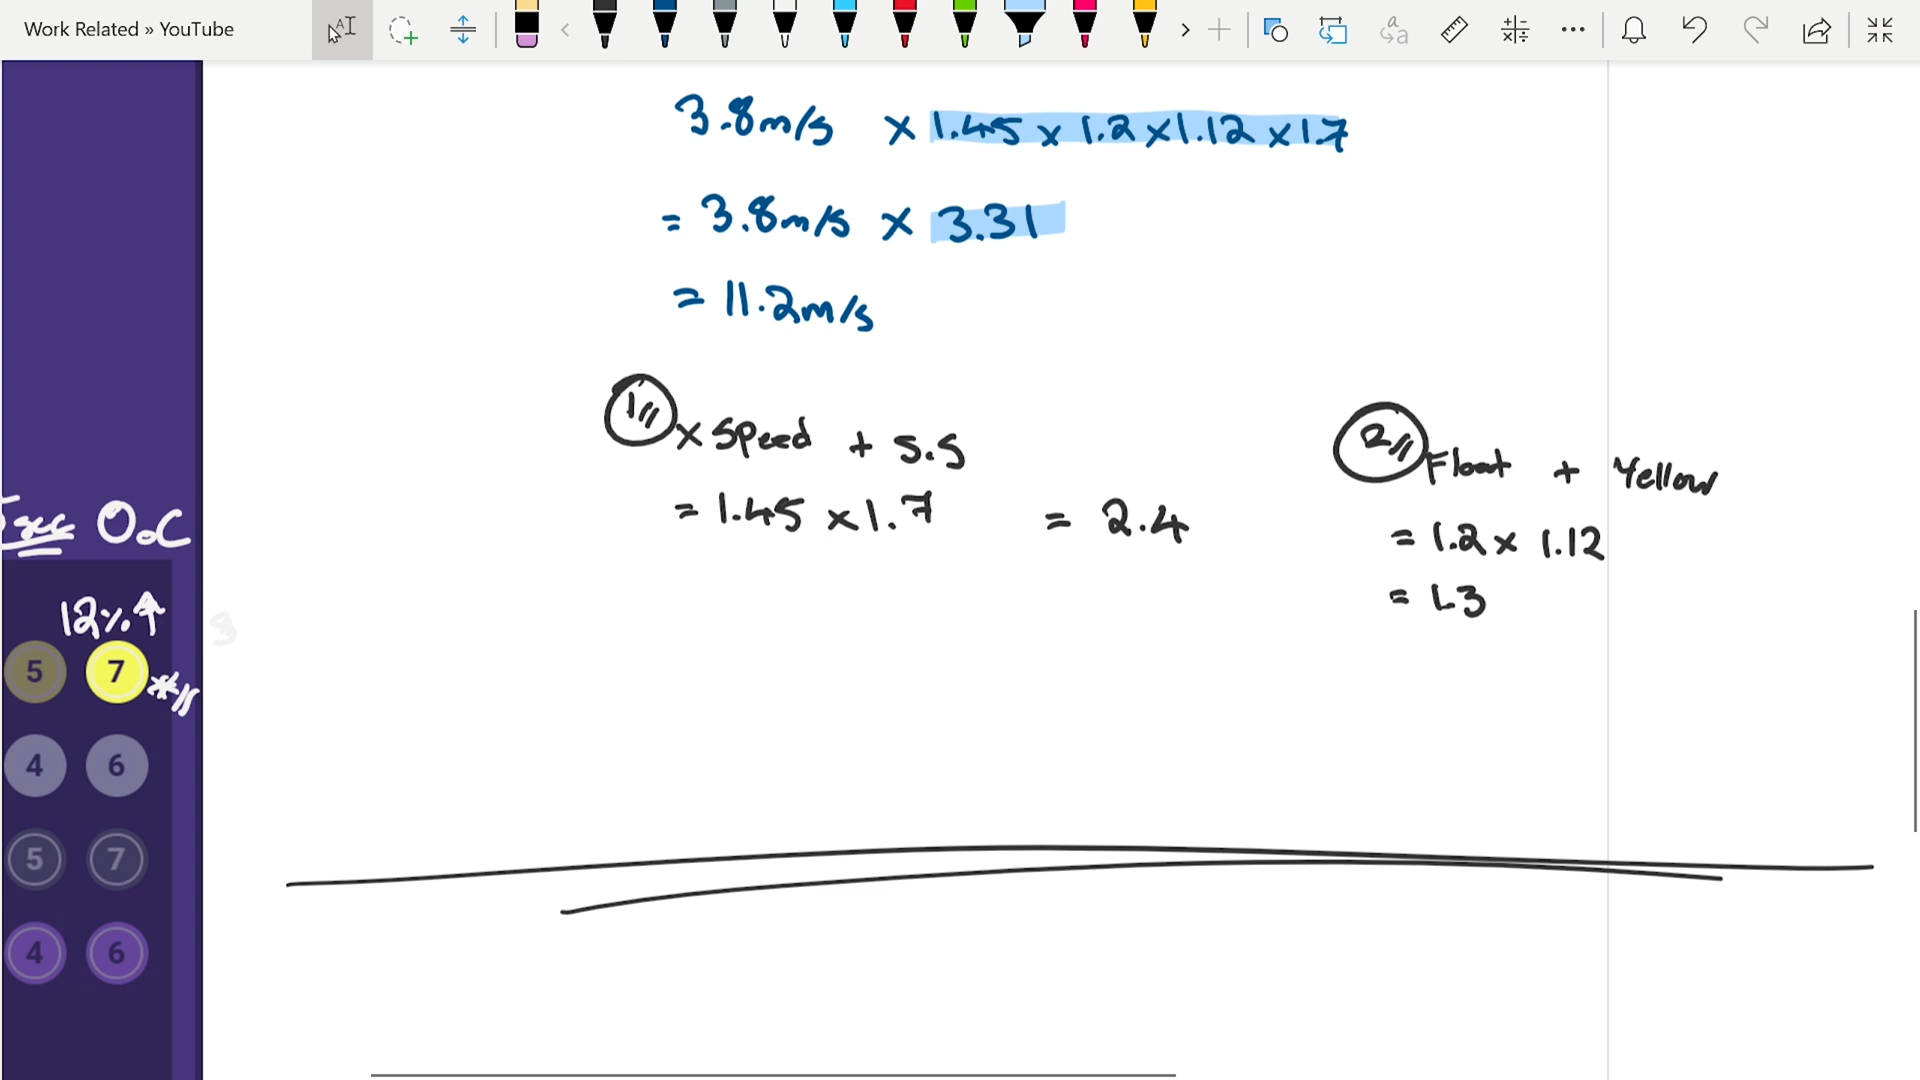 Work Related » YouTube
3.8m/s × 1.45 × 1.2 × 1.12 × 1.7
= 3.8m/s × 3.31
= 11.2m/s
1 × Speed + S.S
= 1.45 × 1.7 = 2.4
2 Float + Yellow
= 1.2 × 1.12
= 1.3
O.C
12% ↑
5 7
4 6
5 7
4 6